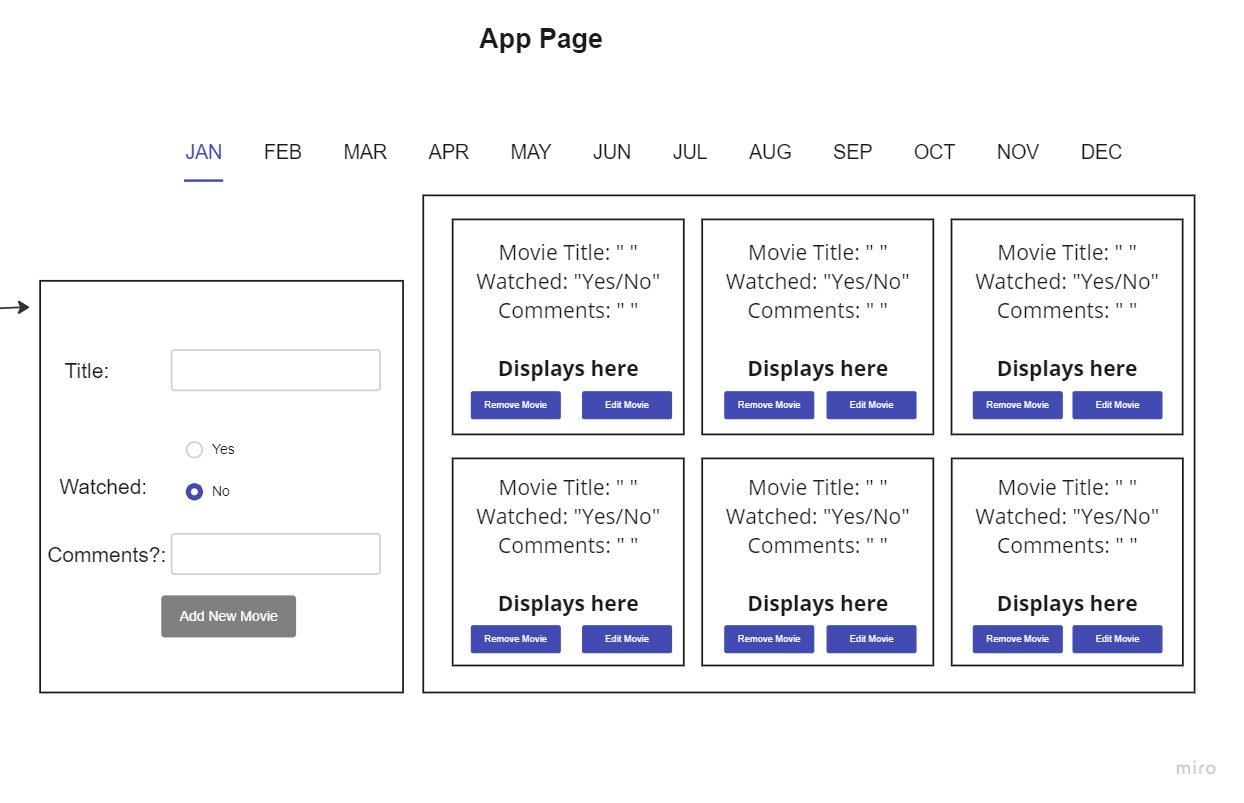 App Page
JAN FEB MAR APR MAY JUN JUL AUG SEP OCT NOV DEC
Title:
Yes
Watched:
No
Comments?:
Add New Movie
Movie Title: " "
Watched: "Yes/No"
Comments: " "
Displays here
Remove Movie Edit Movie
Movie Title: " "
Watched: "Yes/No"
Comments: " "
Displays here
Remove Movie Edit Movie
Movie Title: " "
Watched: "Yes/No"
Comments: " "
Displays here
Remove Movie Edit Movie
Movie Title: " "
Watched: "Yes/No"
Comments: " "
Displays here
Remove Movie Edit Movie
Movie Title: " "
Watched: "Yes/No"
Comments: " "
Displays here
Remove Movie Edit Movie
Movie Title: " "
Watched: "Yes/No"
Comments: " "
Displays here
Remove Movie Edit Movie
miro